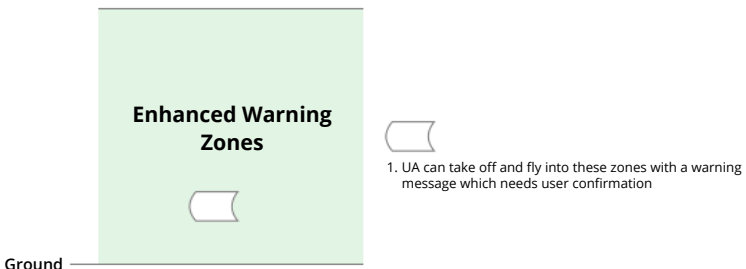 Enhanced Warning
Zones
1. UA can take off and fly into these zones with a warning
message which needs user confirmation
Ground